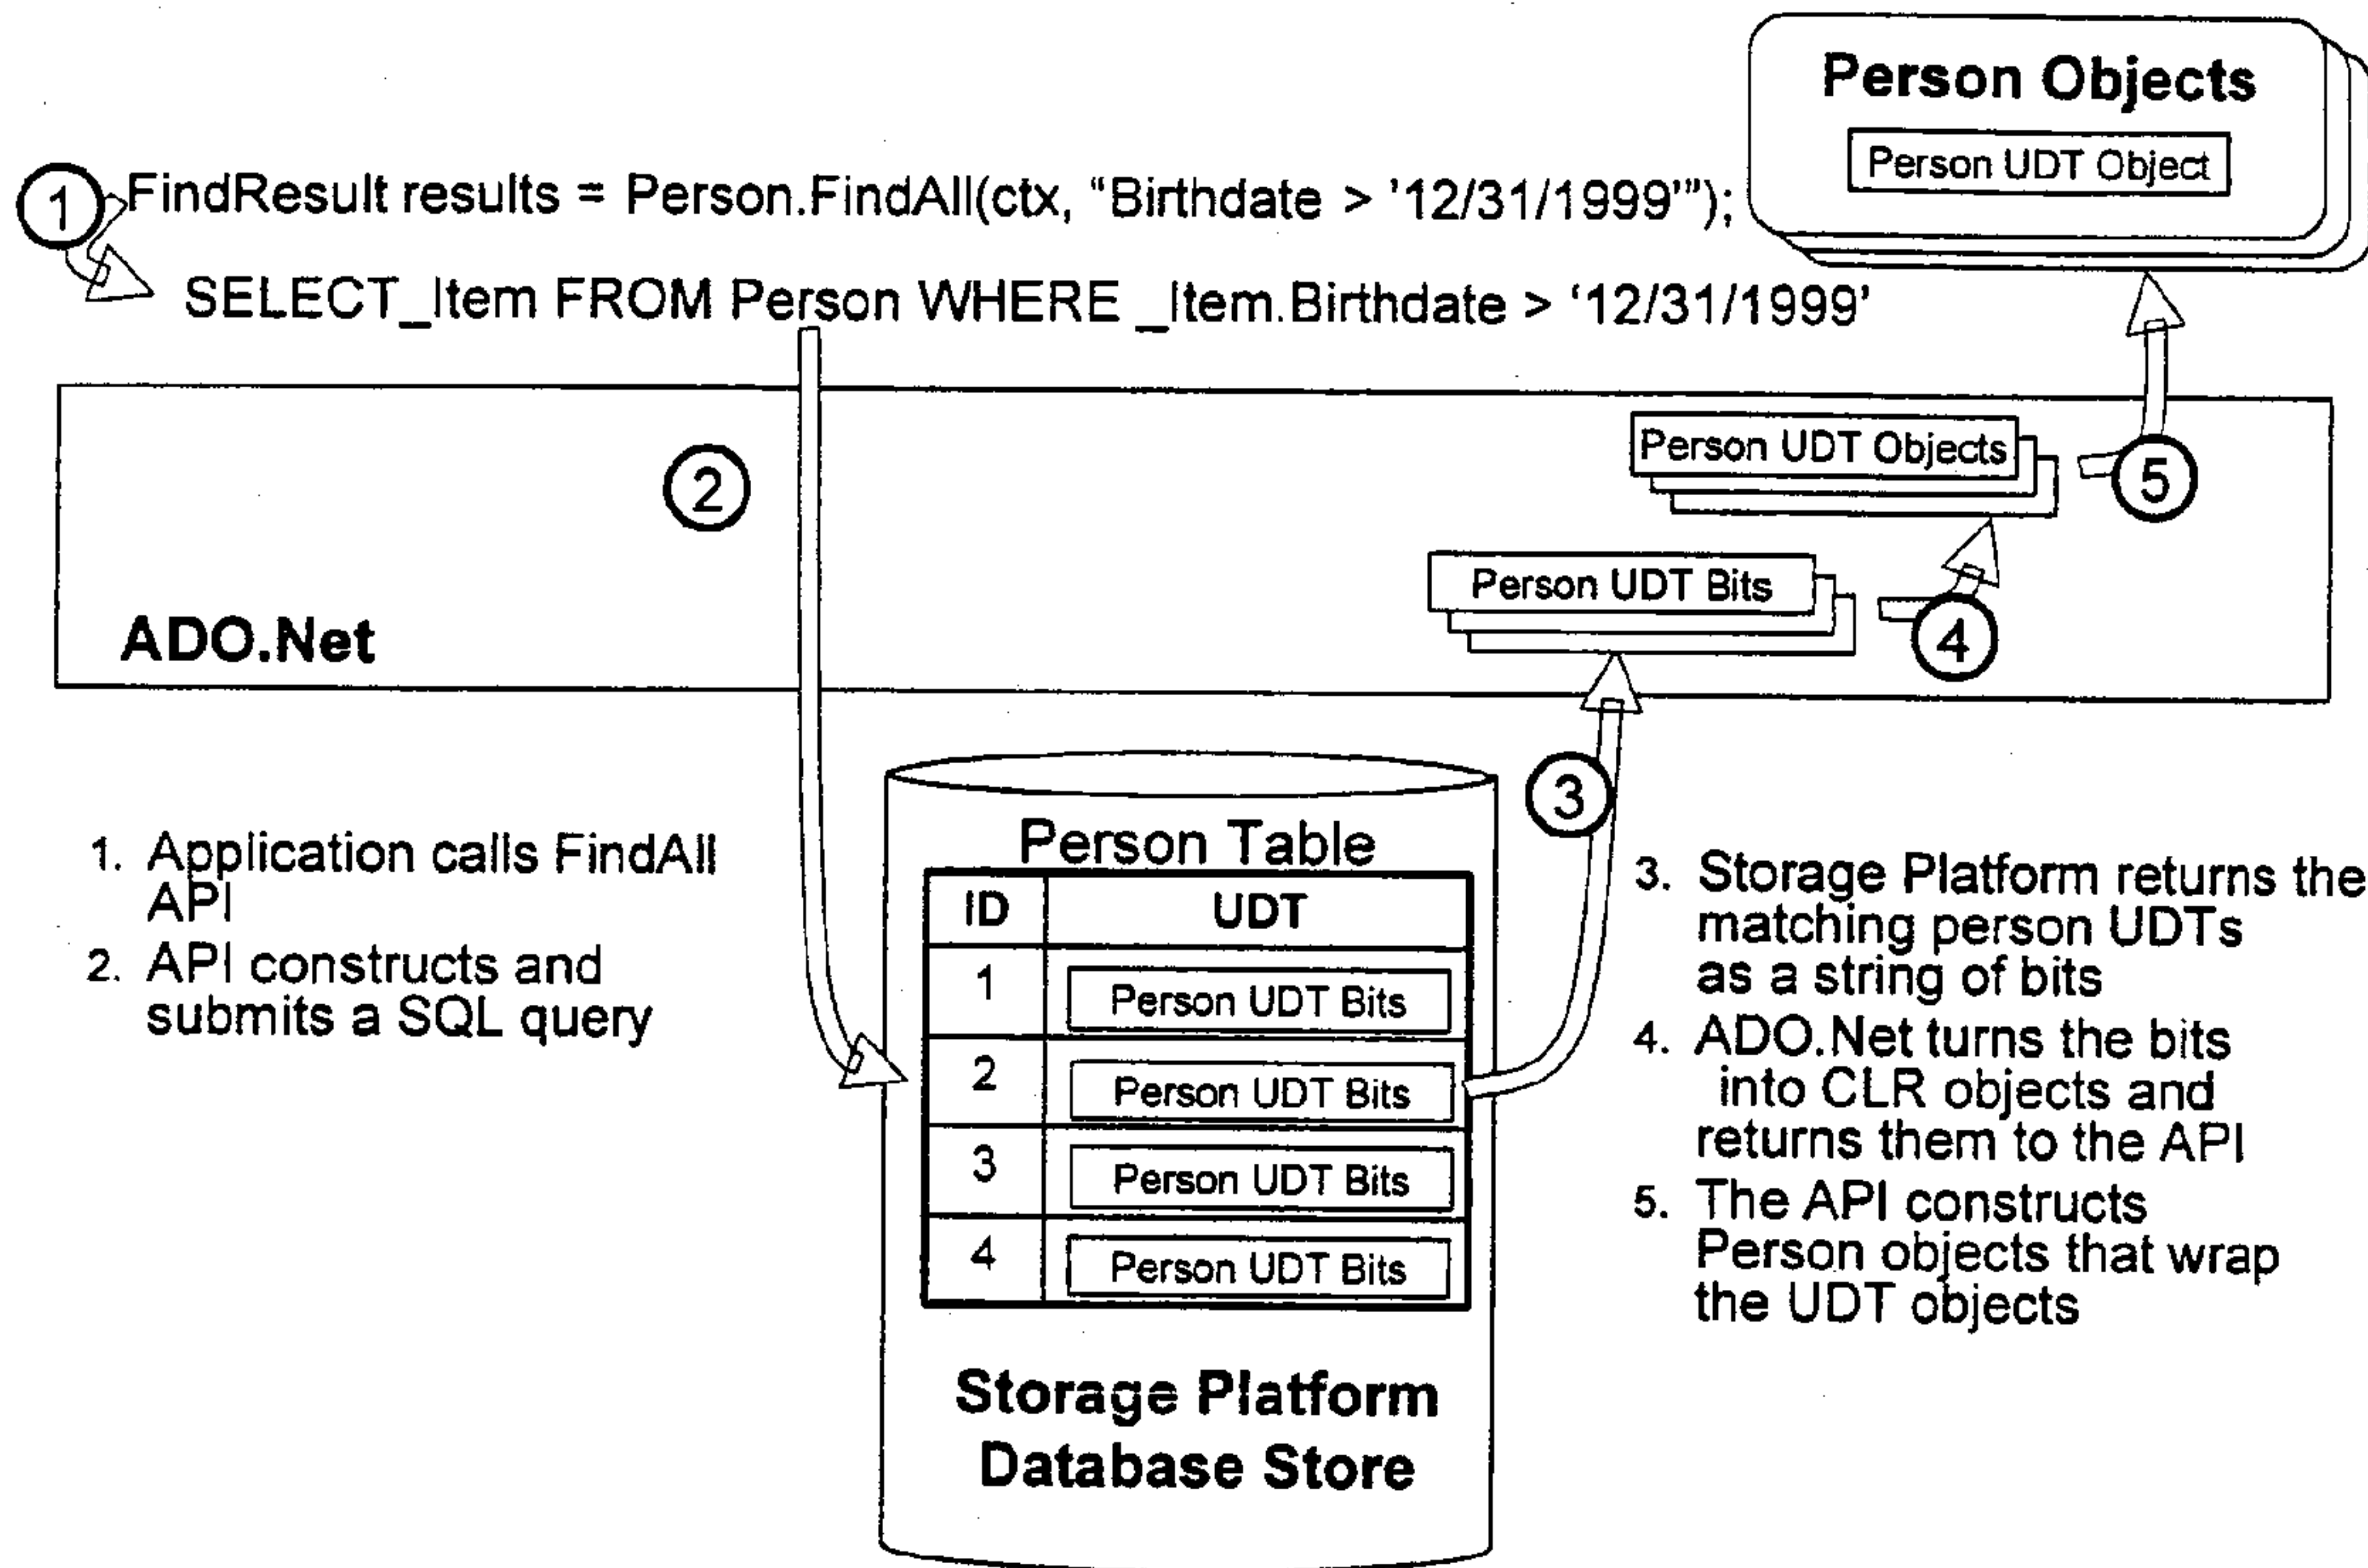 Person Objects
Person UDT Object
1
FindResult results = Person.FindAll(ctx, “Birthdate > '12/31/1999'”);
SELECT_Item FROM Person WHERE _Item.Birthdate > ‘12/31/1999’
2
Person UDT Objects
5
Person UDT Bits
4
ADO.Net
3
1. Application calls FindAll
API
2. API constructs and
submits a SQL query
Person Table
ID UDT
1 Person UDT Bits
2 Person UDT Bits
3 Person UDT Bits
4 Person UDT Bits
Storage Platform
Database Store
3. Storage Platform returns the
matching person UDTs
as a string of bits
4. ADO.Net turns the bits
into CLR objects and
returns them to the API
5. The API constructs
Person objects that wrap
the UDT objects